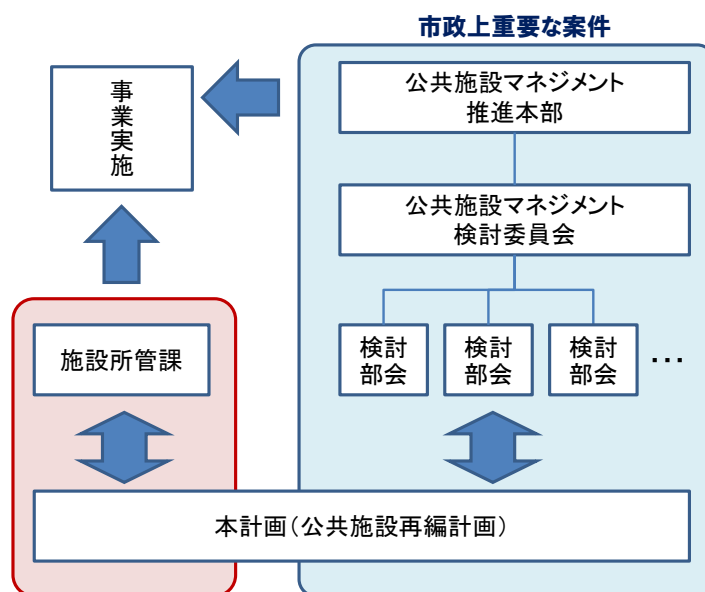 市政上重要な案件
事業実施
公共施設マネジメント
推進本部
公共施設マネジメント
検討委員会
施設所管課
検討
部会
検討
部会
検討
部会
…
本計画(公共施設再編計画)